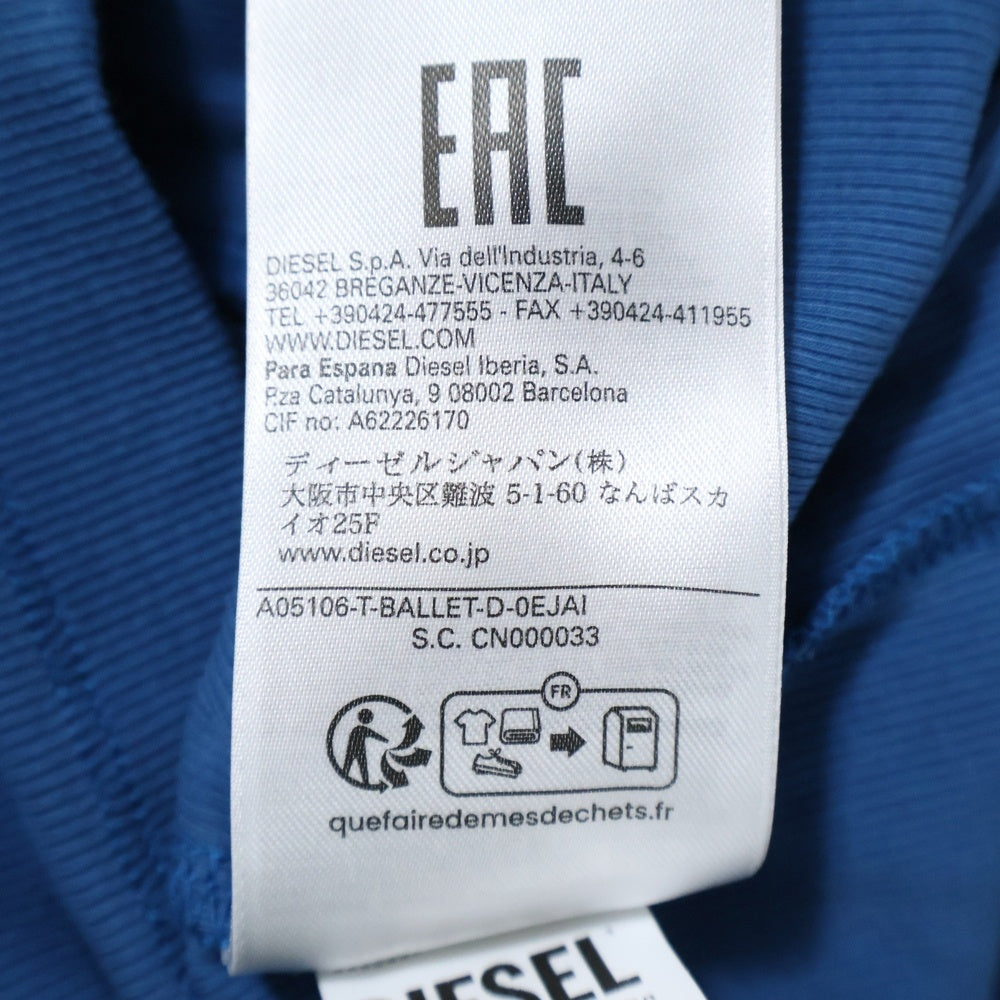 EAC
DIESEL S.p.A. Via dell'Industria, 4-6
36042 BREGANZE-VICENZA-ITALY
TEL +390424-477555 - FAX +390424-411955
WWW.DIESEL.COM
Para Espana Diesel Iberia, S.A.
P.za Catalunya, 9 08002 Barcelona
CIF no: A62226170
ディーゼルジャパン(株)
大阪市中央区難波 5-1-60 なんばスカ
イオ25F
www.diesel.co.jp
A05106-T-BALLET-D-0EJAI
S.C. CN000033
FR
quefairedemesdechets.fr
DIESEL